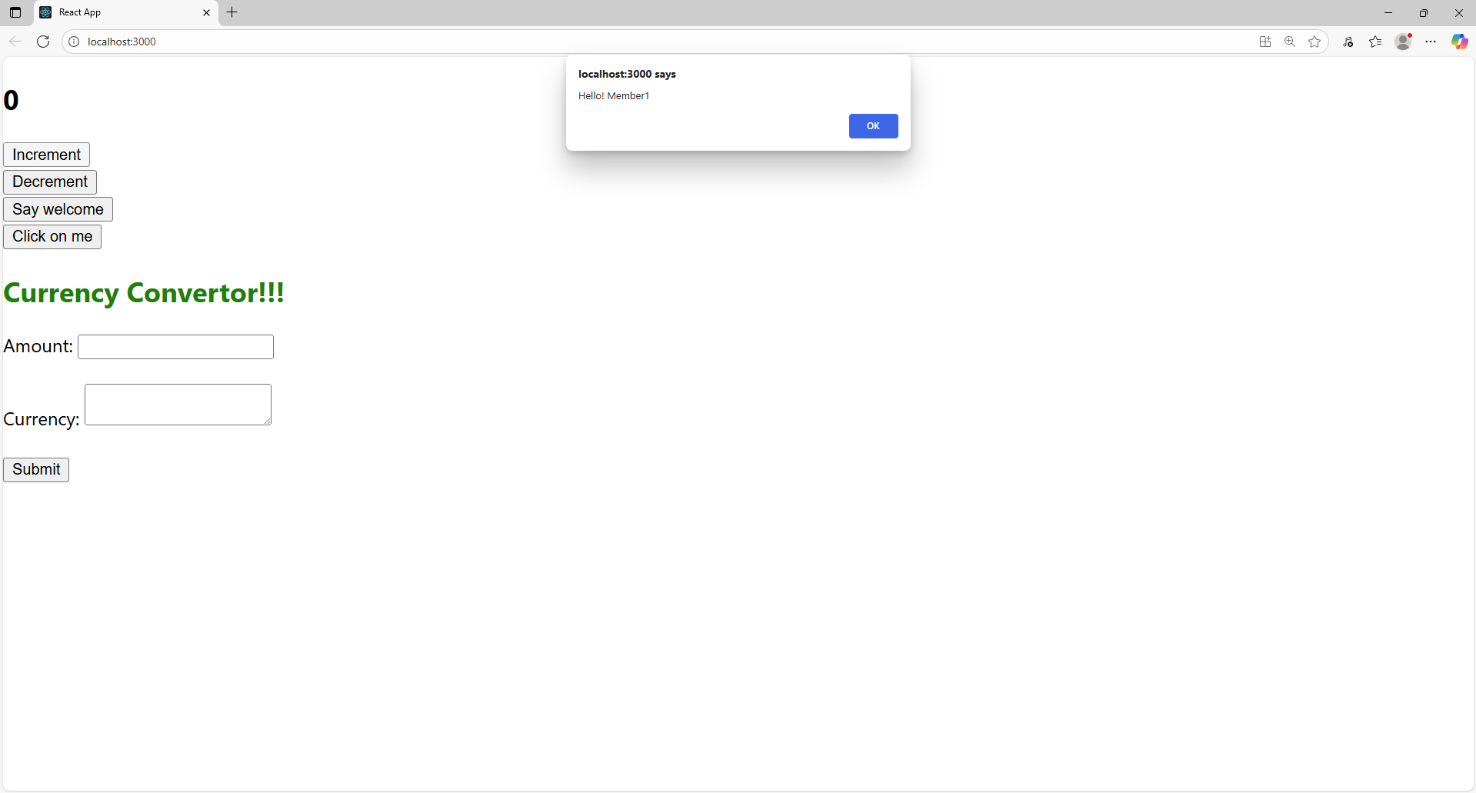 React App
localhost:3000
localhost:3000 says
Hello! Member1
OK
0
Increment
Decrement
Say welcome
Click on me
Currency Convertor!!!
Amount:
Currency:
Submit